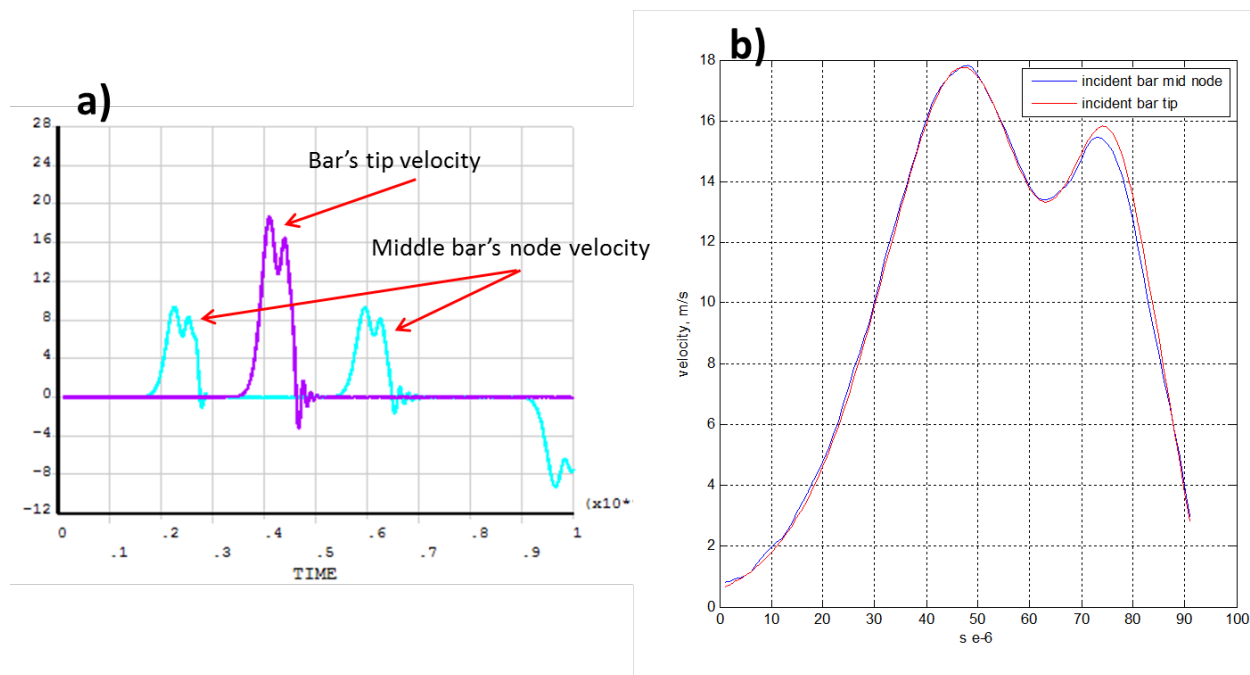 a)
28
24
20
16
12
8
4
0
-4
-8
-12
Bar's tip velocity
Middle bar's node velocity
(x10*
0 .2 .4 .6 .8 1
.1 .3 .5 .7 .9
TIME
b)
18
16
14
12
10
8
6
4
2
0
velocity, m/s
incident bar mid node
incident bar tip
0 10 20 30 40 50 60 70 80 90 100
s e-6